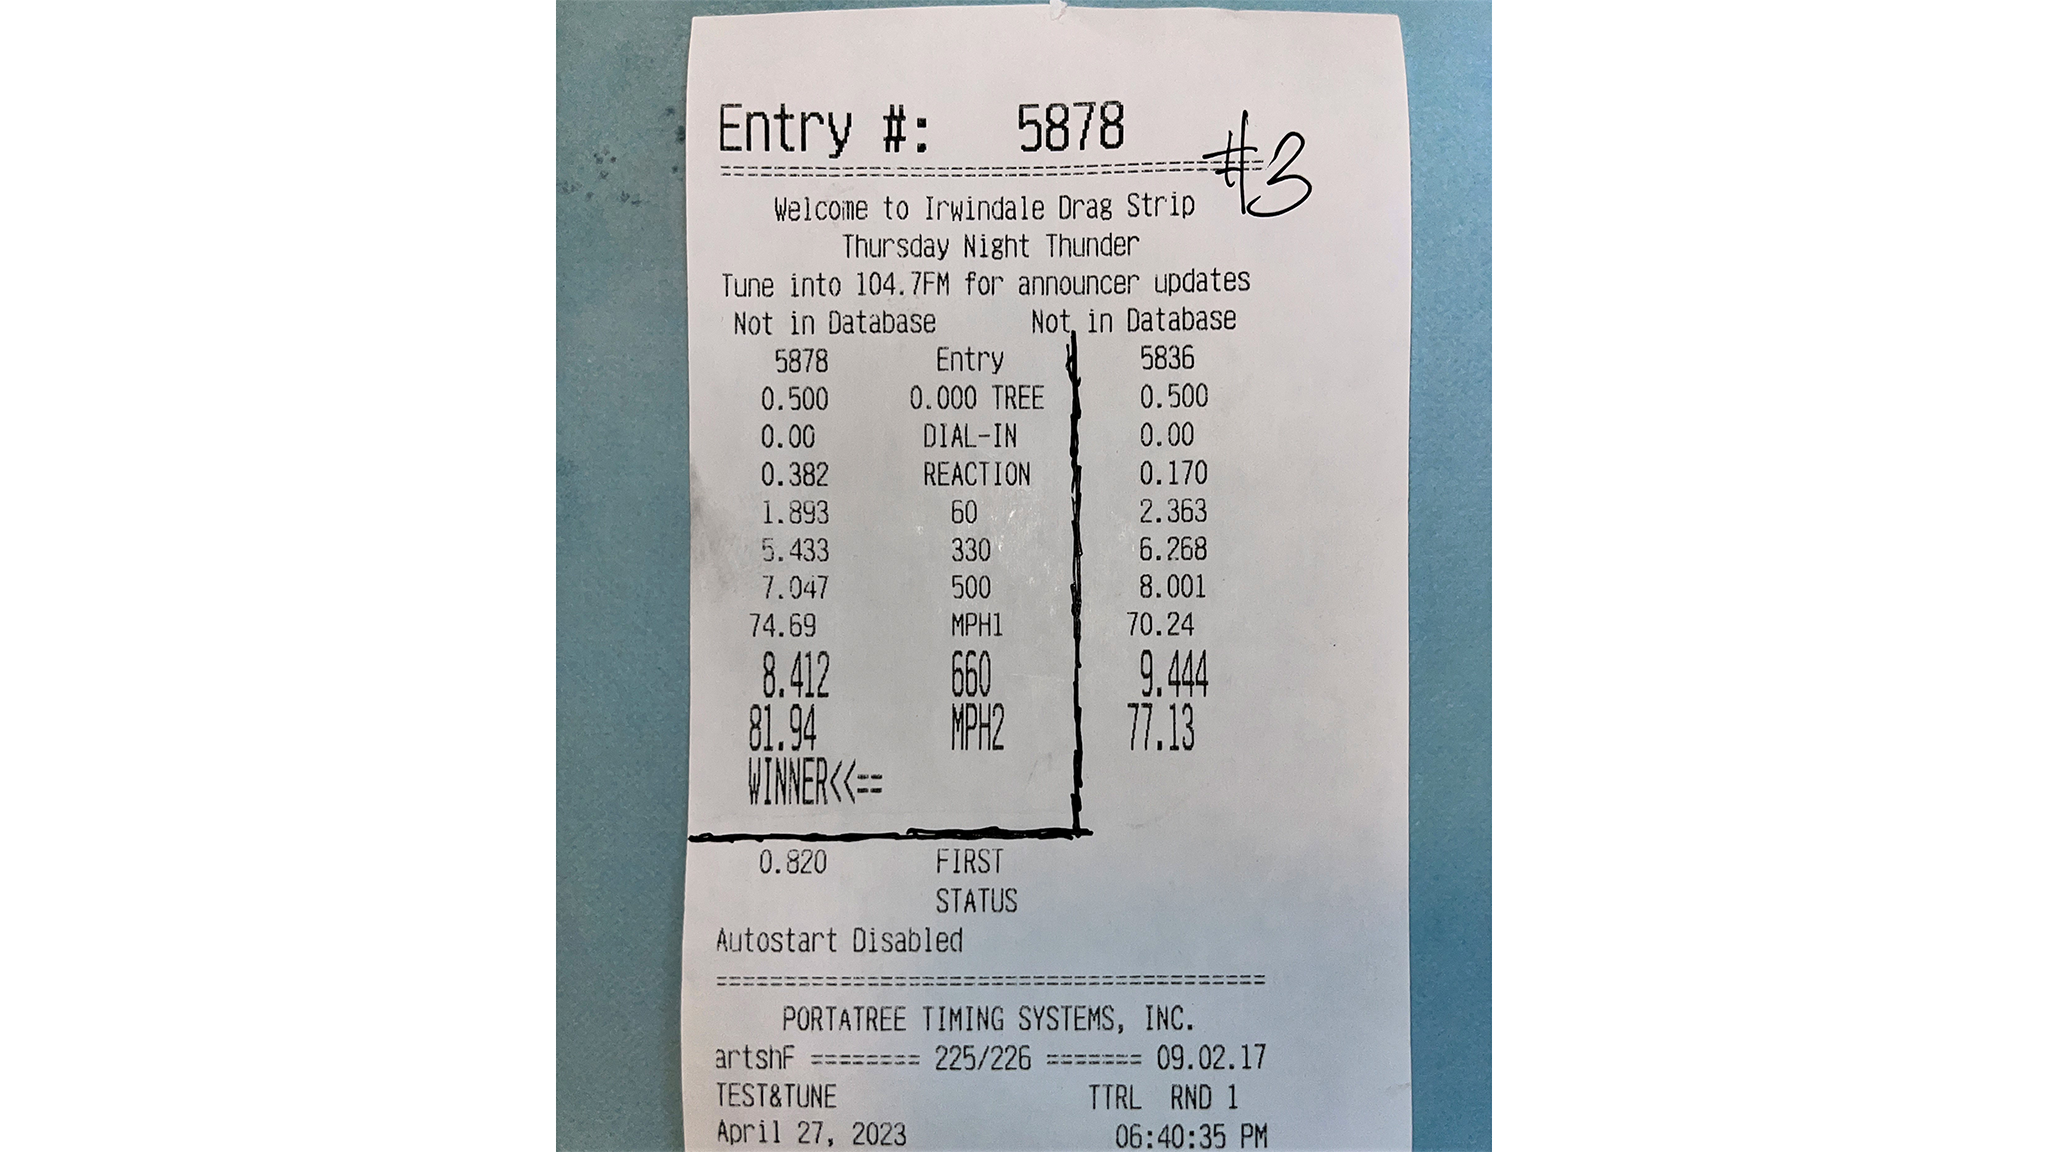 Entry #: 5878
#3
=========================================
Welcome to Irwindale Drag Strip
Thursday Night Thunder
Tune into 104.7FM for announcer updates
Not in Database Not in Database
5878 Entry 5836
0.500 0.000 TREE 0.500
0.00 DIAL-IN 0.00
0.382 REACTION 0.170
1.893 60 2.363
5.433 330 6.268
7.047 500 8.001
74.69 MPH1 70.24
8.412 660 9.444
81.94 MPH2 77.13
WINNER<<==
0.820 FIRST
STATUS
Autostart Disabled
=========================================
PORTATREE TIMING SYSTEMS, INC.
artshF ======== 225/226 ======= 09.02.17
TEST&TUNE TTRL RND 1
April 27, 2023 06:40:35 PM